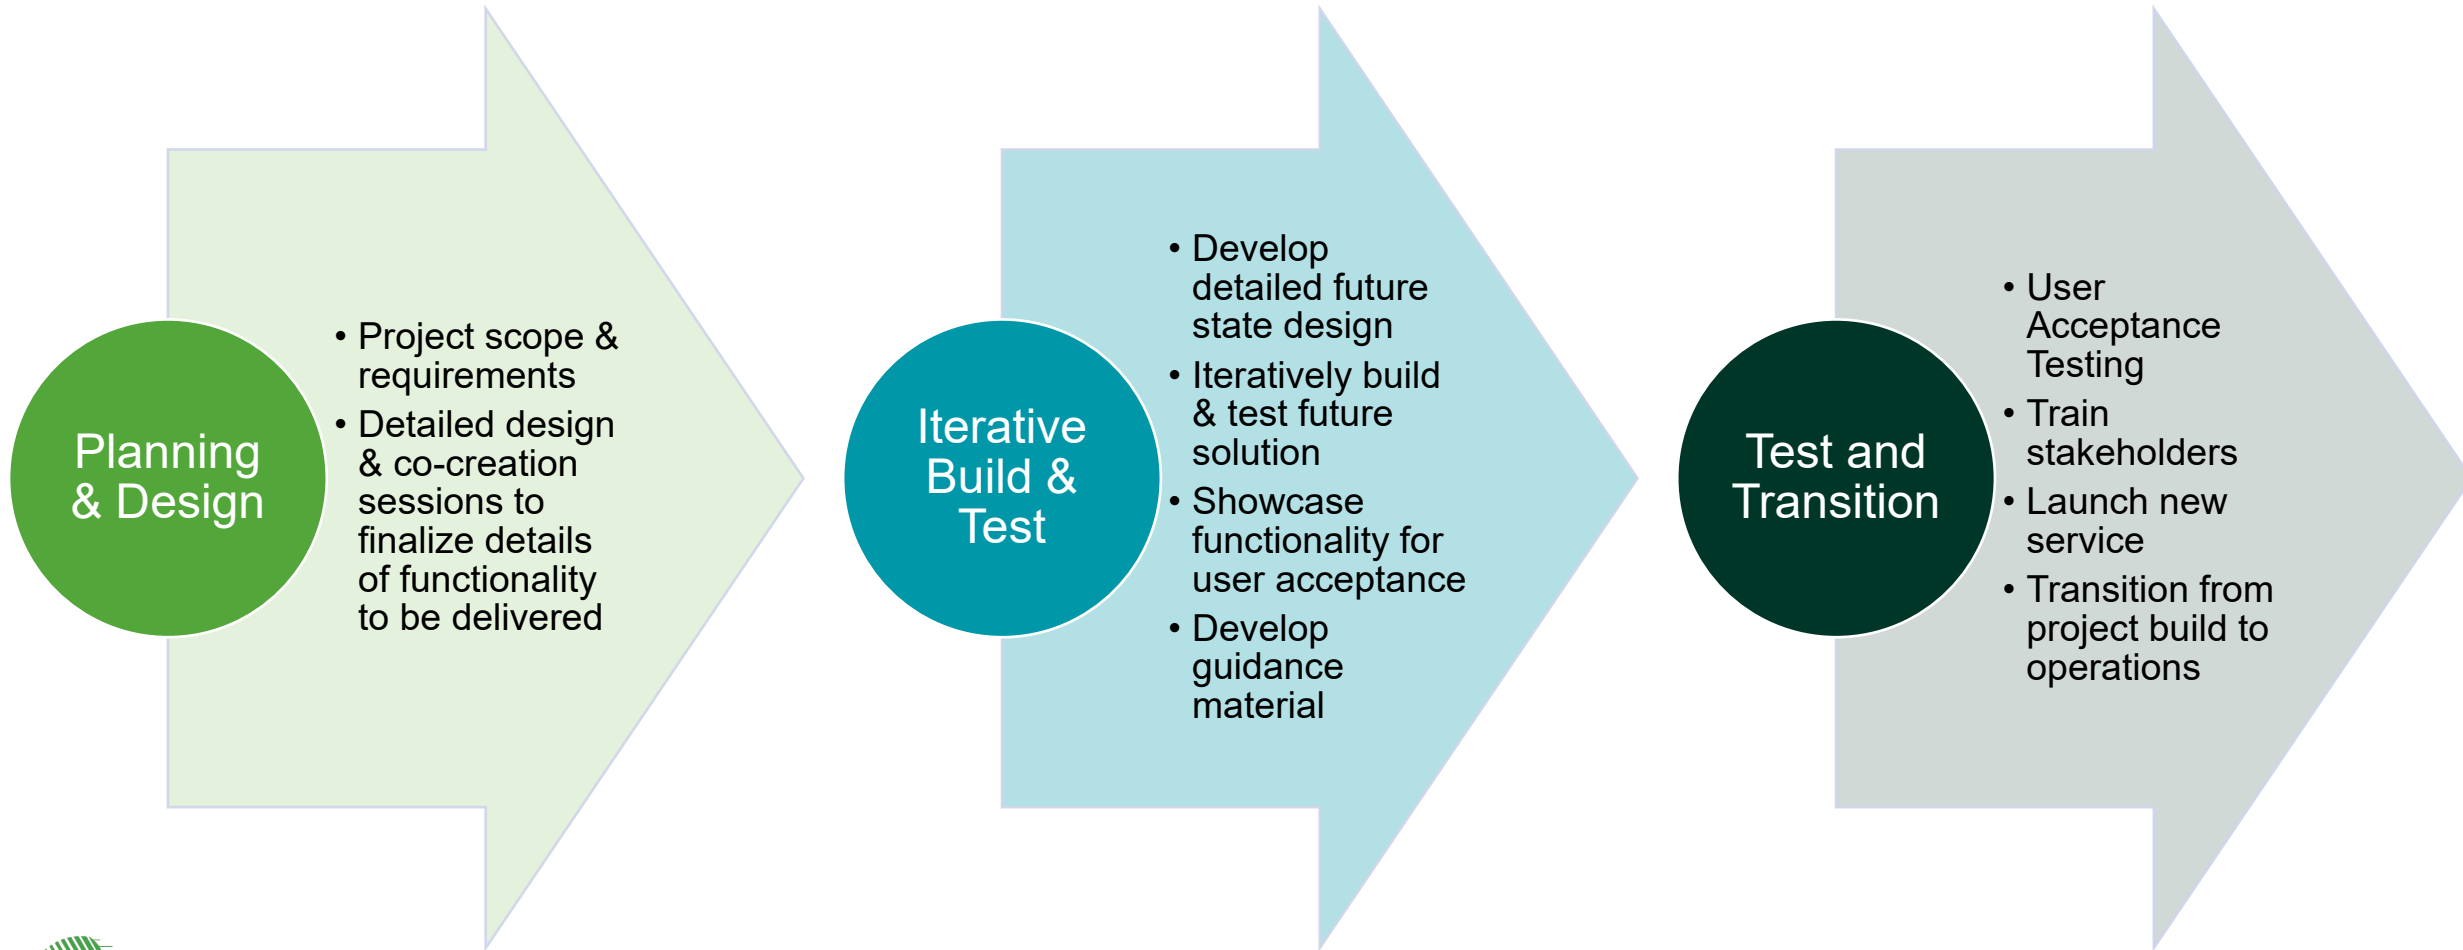 Planning
& Design
• Project scope &
requirements
• Detailed design
& co-creation
sessions to
finalize details
of functionality
to be delivered
Iterative
Build &
Test
• Develop
detailed future
state design
• Iteratively build
& test future
solution
• Showcase
functionality for
user acceptance
• Develop
guidance
material
Test and
Transition
• User
Acceptance
Testing
• Train
stakeholders
• Launch new
service
• Transition from
project build to
operations